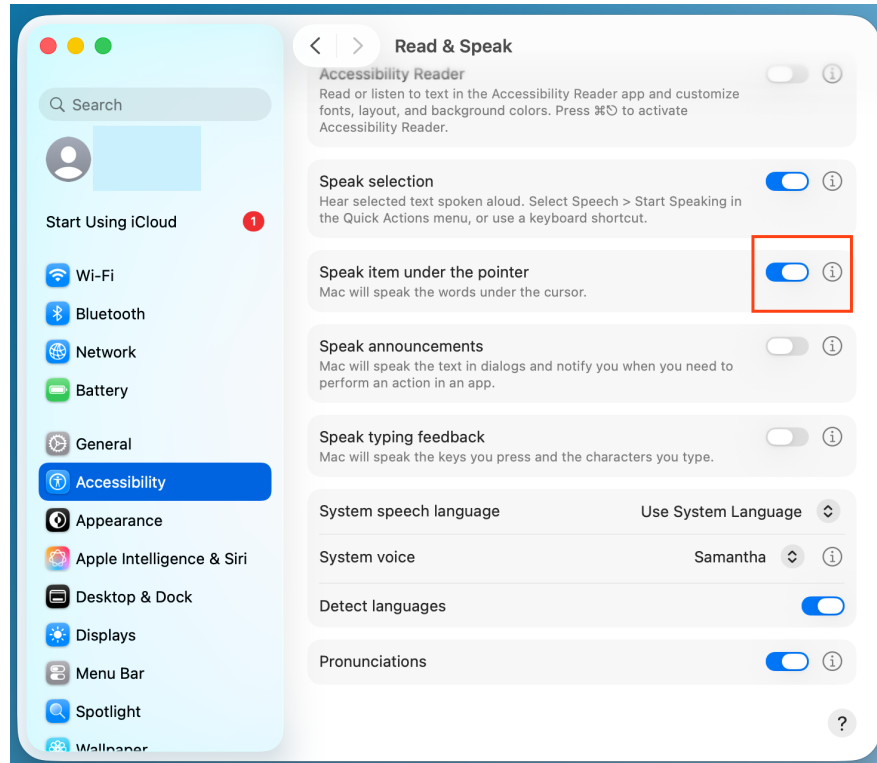 Read & Speak
Search
Start Using iCloud
1
Wi-Fi
Bluetooth
Network
Battery
General
Accessibility
Appearance
Apple Intelligence & Siri
Desktop & Dock
Displays
Menu Bar
Spotlight
Wallpaper
Accessibility Reader
Read or listen to text in the Accessibility Reader app and customize
fonts, layout, and background colors. Press ⌘⎋ to activate
Accessibility Reader.
Speak selection
Hear selected text spoken aloud. Select Speech > Start Speaking in
the Quick Actions menu, or use a keyboard shortcut.
Speak item under the pointer
Mac will speak the words under the cursor.
Speak announcements
Mac will speak the text in dialogs and notify you when you need to
perform an action in an app.
Speak typing feedback
Mac will speak the keys you press and the characters you type.
System speech language Use System Language
System voice Samantha
Detect languages
Pronunciations
?